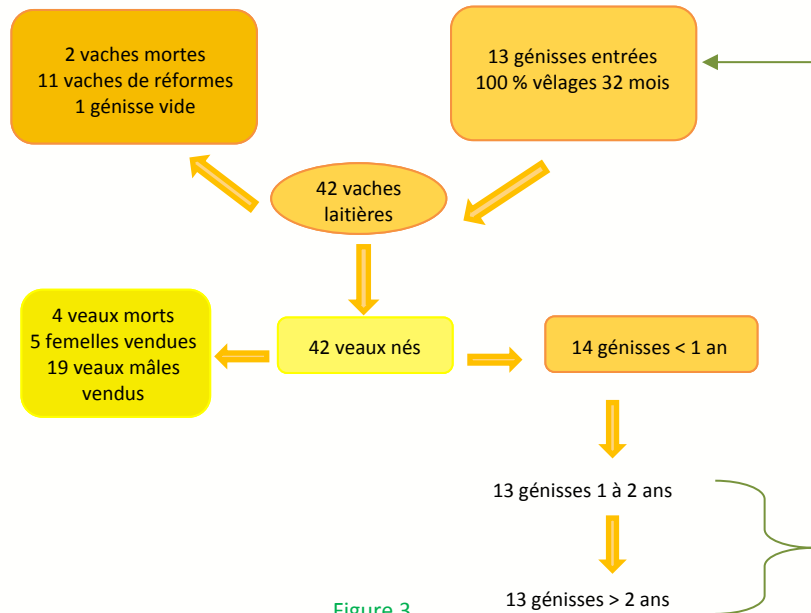 2 vaches mortes
11 vaches de réformes
1 génisse vide
13 génisses entrées
100 % vêlages 32 mois
42 vaches
laitières
4 veaux morts
5 femelles vendues
19 veaux mâles
vendus
42 veaux nés
14 génisses < 1 an
13 génisses 1 à 2 ans
13 génisses > 2 ans
Figure 3